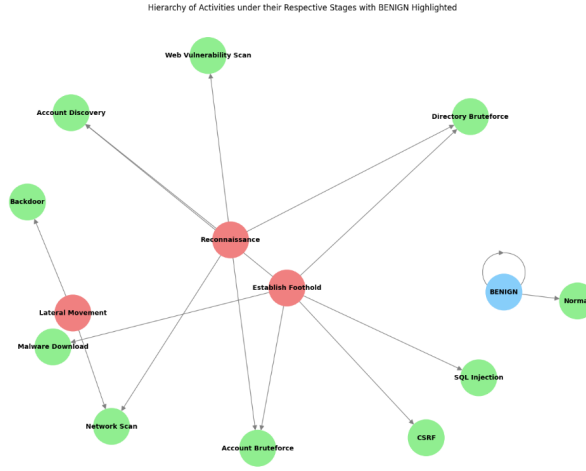 Hierarchy of Activities under their Respective Stages with BENIGN Highlighted
Web Vulnerability Scan
Account Discovery
Directory Bruteforce
Backdoor
Reconnaissance
Establish Foothold
BENIGN
Norma
Lateral Movement
Malware Download
SQL Injection
Network Scan
CSRF
Account Bruteforce